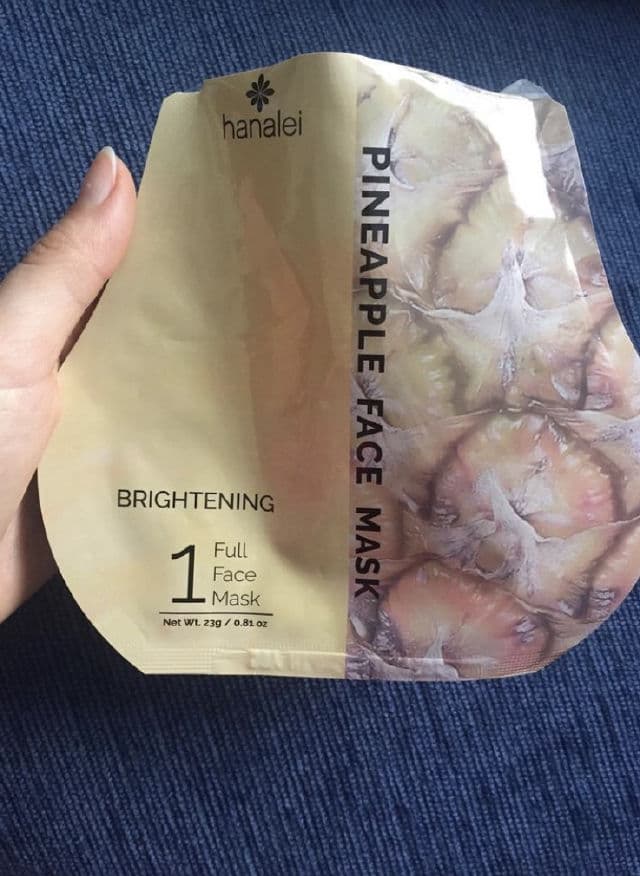 hanalei
PINEAPPLE FACE MASK
BRIGHTENING
1 Full
Face
Mask
Net Wt. 23g / 0.81 oz